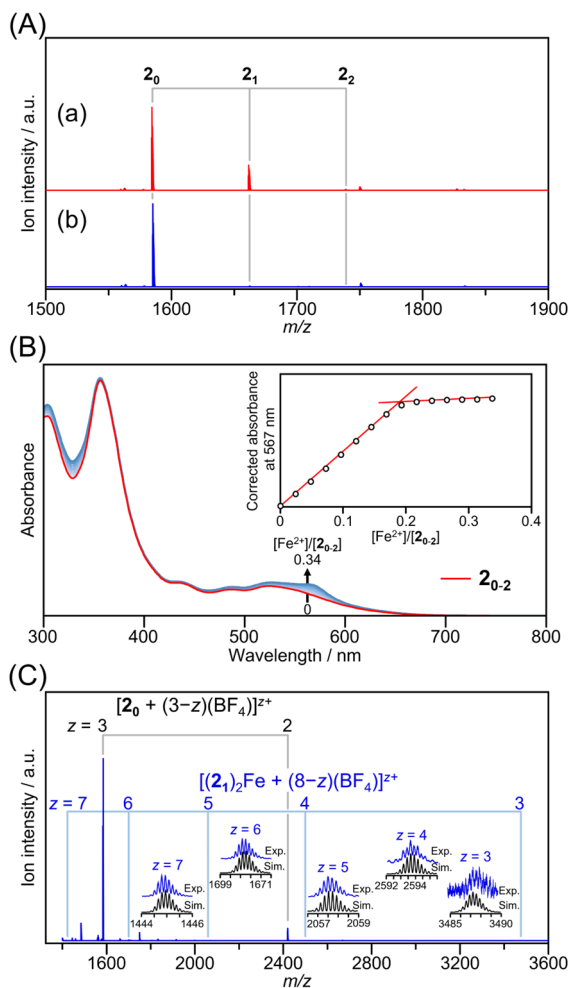 (A)
2₀ 2₁ 2₂
(a)
(b)
Ion intensity / a.u.
1500 1600 1700 1800 1900
m/z
(B)
Corrected absorbance
at 567 nm
0 0.1 0.2 0.3 0.4
[Fe²⁺]/[2₀₋₂]
[Fe²⁺]/[2₀₋₂]
0.34
0
2₀₋₂
Absorbance
300 400 500 600 700 800
Wavelength / nm
(C)
[2₀ + (3−z)(BF₄)]ᶻ⁺
z = 3 2
[(2₁)₂Fe + (8−z)(BF₄)]ᶻ⁺
z = 7 6 5 4 3
z = 7
Exp.
Sim.
1444 1446
z = 6
Exp.
Sim.
1699 1671
z = 5
Exp.
Sim.
2057 2059
z = 4
Exp.
Sim.
2592 2594
z = 3
Exp.
Sim.
3485 3490
Ion intensity / a.u.
1600 2000 2400 2800 3200 3600
m/z